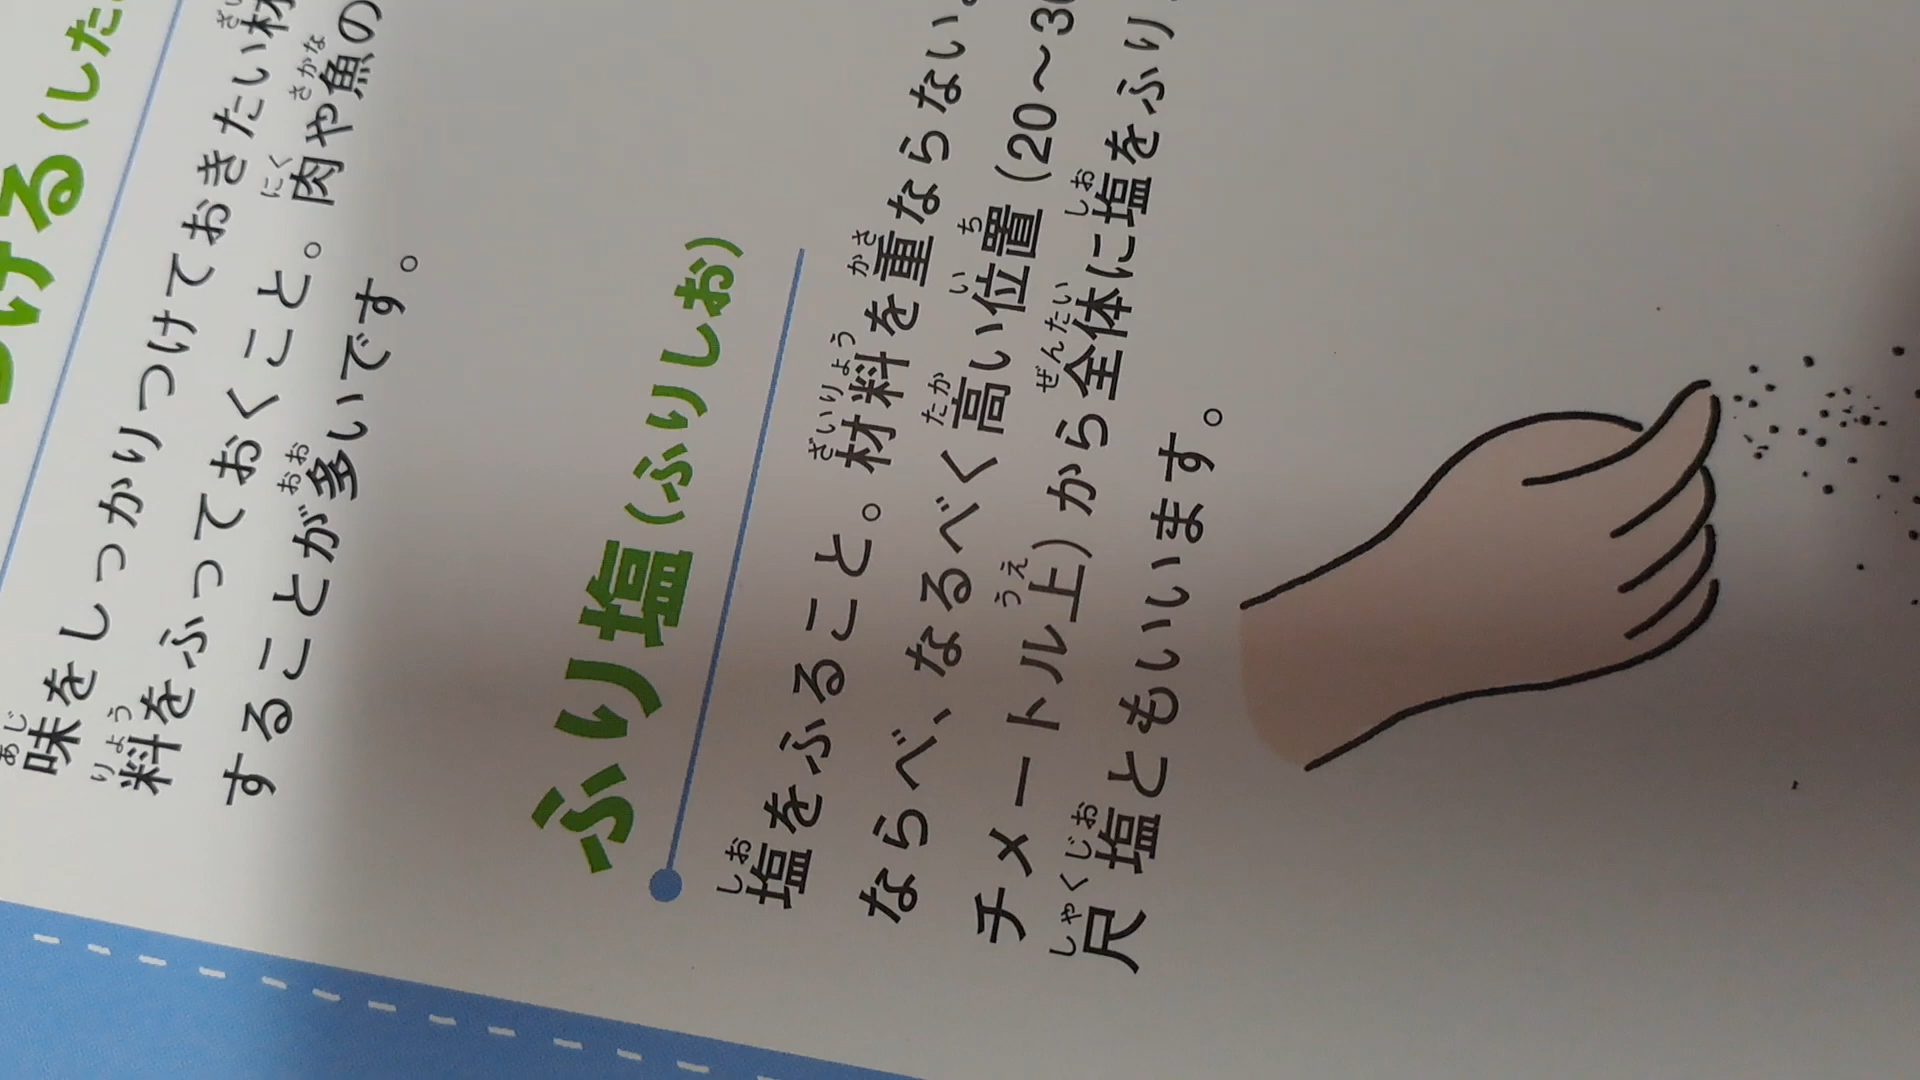 つける(した
味をしっかりつけておきたい材
料をふっておくこと。肉や魚の
することが多いです。
ふり塩(ふりしお)
塩をふること。材料を重ならない
ならべ、なるべく高い位置(20〜30
チメートル上)から全体に塩をふり
尺塩ともいいます。